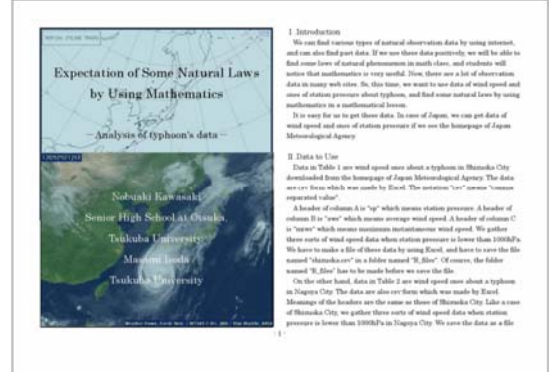 Expectation of Some Natural Laws
by Using Mathematics
— Analysis of typhoon's data —
Nobuaki Kawasaki
Senior High School at Otsuka,
Tsukuba University
Masami Isoda
Tsukuba University
I Introduction
We can find various types of natural observation data by using internet,
and can also find past data. If we use these data positively, we will be able to
find some laws of natural phenomenon in math class, and students will
notice that mathematics is very useful. Now, there are a lot of observation
data in many web sites. So, this time, we want to use data of wind speed and
ones of station pressure about typhoon, and find some natural laws by using
mathematics in a mathematical lesson.
It is easy for us to get these data. In case of Japan, we can get data of
wind speed and ones of station pressure if we see the homepage of Japan
Meteorological Agency.
II Data to Use
Data in Table 1 are wind speed ones about a typhoon in Shizuoka City
downloaded from the homepage of Japan Meteorological Agency. The data
are csv form which was made by Excel. The notation "csv" means "comma
separated value".
A header of column A is "sp" which means station pressure. A header of
column B is "aws" which means average wind speed. A header of column C
is "miws" which means maximum instantaneous wind speed. We gather
three sorts of wind speed data when station pressure is lower than 1000hPa.
We have to make a file of these data by using Excel, and have to save the file
named "shizuoka.csv" in a folder named "R_files". Of course, the folder
named "R_files" has to be made before we save the file.
On the other hand, data in Table 2 are wind speed ones about a typhoon
in Nagoya City. The data are also csv form which was made by Excel.
Meanings of the headers are the same as those of Shizuoka City. Like a case
of Shizuoka City, we gather three sorts of wind speed data when station
pressure is lower than 1000hPa in Nagoya City. We save the data as a file
- 1 -